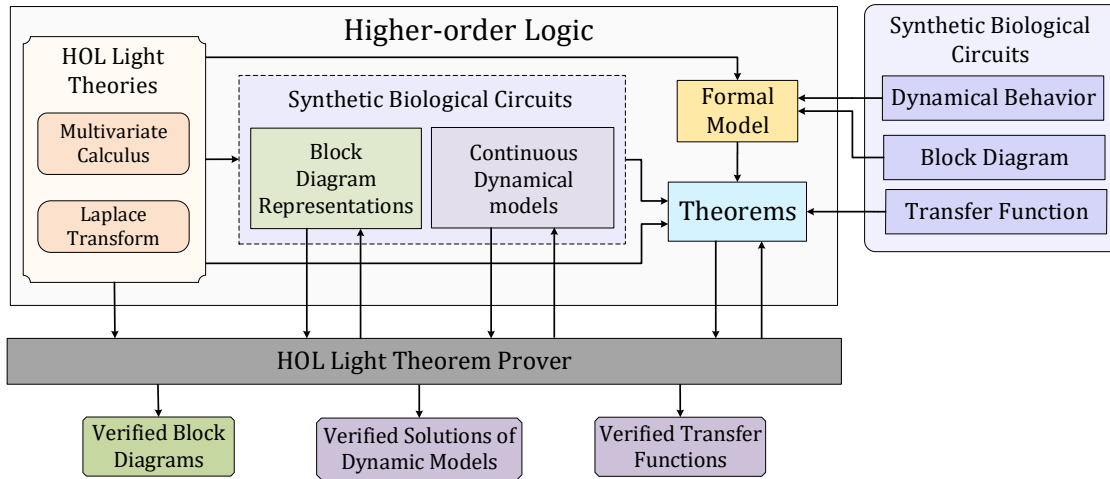 Higher-order Logic
HOL Light
Theories
Multivariate
Calculus
Laplace
Transform
Synthetic Biological Circuits
Block
Diagram
Representations
Continuous
Dynamical
models
Formal
Model
Theorems
Synthetic Biological
Circuits
Dynamical Behavior
Block Diagram
Transfer Function
HOL Light Theorem Prover
Verified Block
Diagrams
Verified Solutions of
Dynamic Models
Verified Transfer
Functions